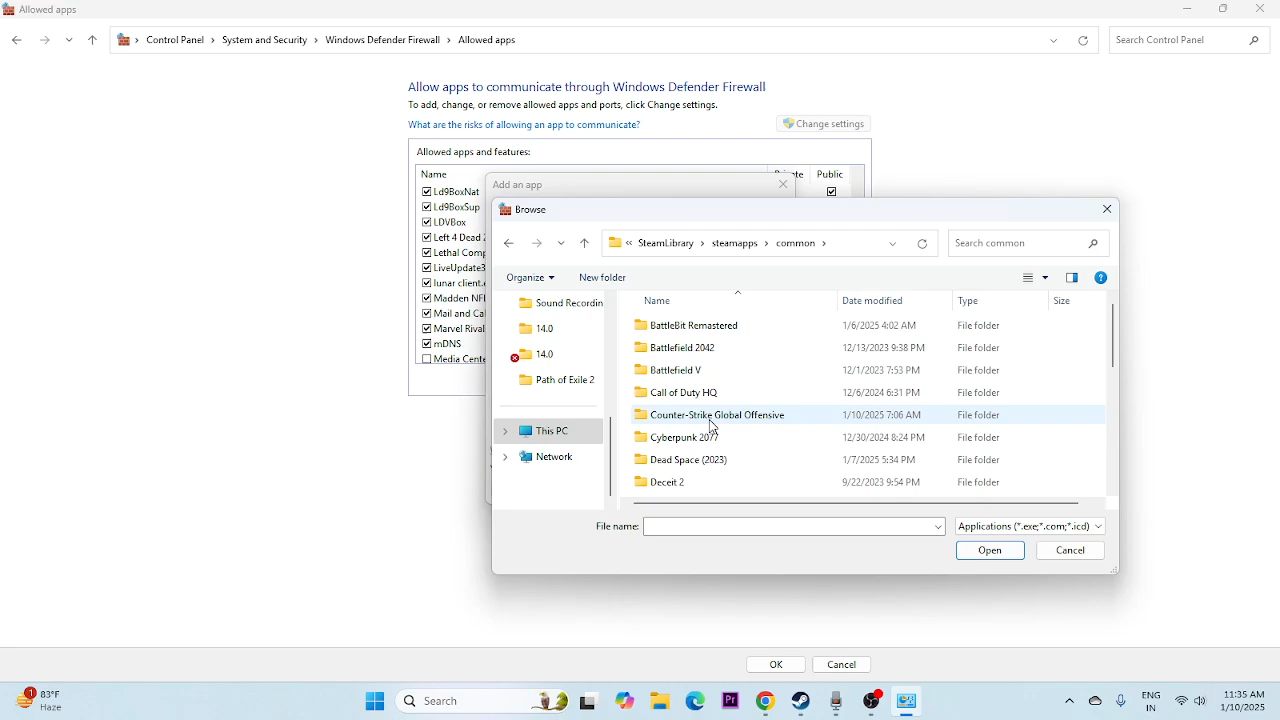 Allowed apps
Control Panel > System and Security > Windows Defender Firewall > Allowed apps
Search Control Panel
Allow apps to communicate through Windows Defender Firewall
To add, change, or remove allowed apps and ports, click Change settings.
What are the risks of allowing an app to communicate?
Change settings
Allowed apps and features:
Name
Public
Ld9BoxNat
Ld9BoxSup
LDVBox
Left 4 Dead 2
Lethal Comp
LiveUpdate3
lunar client.e
Madden NFL
Mail and Cal
Marvel Rival
mDNS
Media Cente
Add an app
Browse
« SteamLibrary > steamapps > common >
Search common
Organize
New folder
Sound Recordin
14.0
14.0
Path of Exile 2
This PC
Network
Name Date modified Type Size
BattleBit Remastered 1/6/2025 4:02 AM File folder
Battlefield 2042 12/13/2023 9:38 PM File folder
Battlefield V 12/1/2023 7:53 PM File folder
Call of Duty HQ 12/6/2024 6:31 PM File folder
Counter-Strike Global Offensive 1/10/2025 7:06 AM File folder
Cyberpunk 2077 12/30/2024 8:24 PM File folder
Dead Space (2023) 1/7/2025 5:34 PM File folder
Deceit 2 9/22/2023 9:54 PM File folder
File name:
Applications (*.exe;*.com;*.icd)
Open
Cancel
OK
Cancel
1
83°F
Haze
Search
Pr
ENG
IN
11:35 AM
1/10/2025